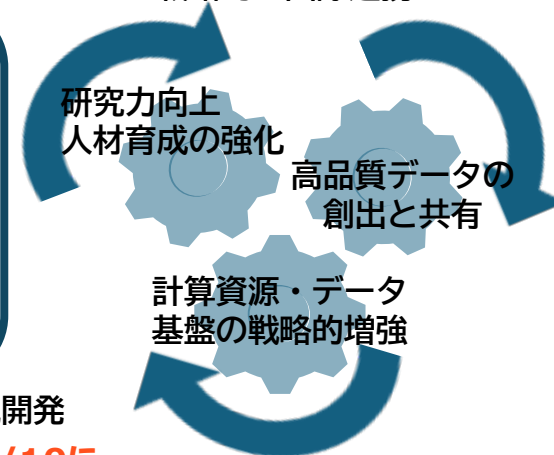 研究力向上
人材育成の強化
高品質データの
創出と共有
計算資源・データ
基盤の戦略的増強
開発